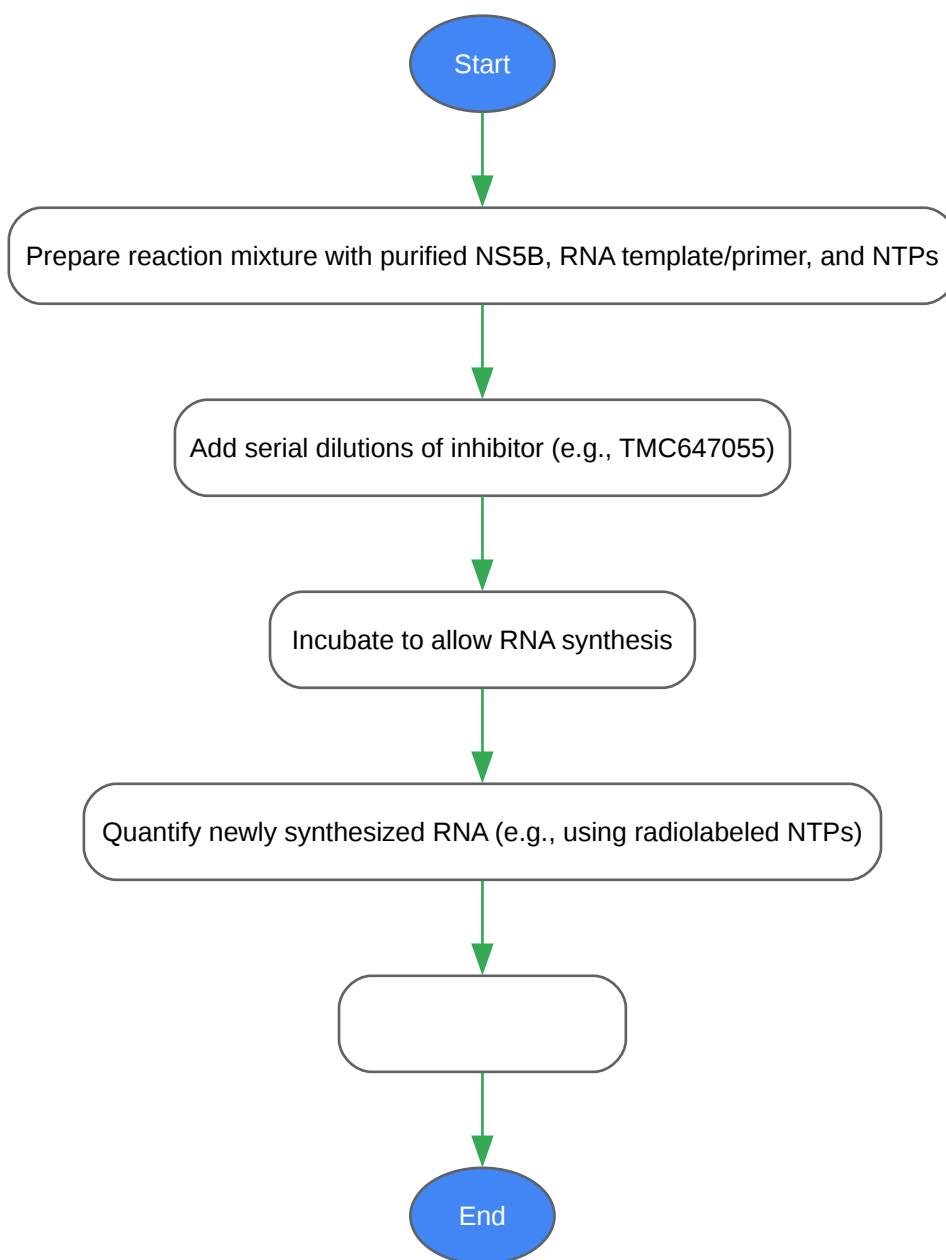 Start
Prepare reaction mixture with purified NS5B, RNA template/primer, and NTPs
Add serial dilutions of inhibitor (e.g., TMC647055)
Incubate to allow RNA synthesis
Quantify newly synthesized RNA (e.g., using radiolabeled NTPs)
End